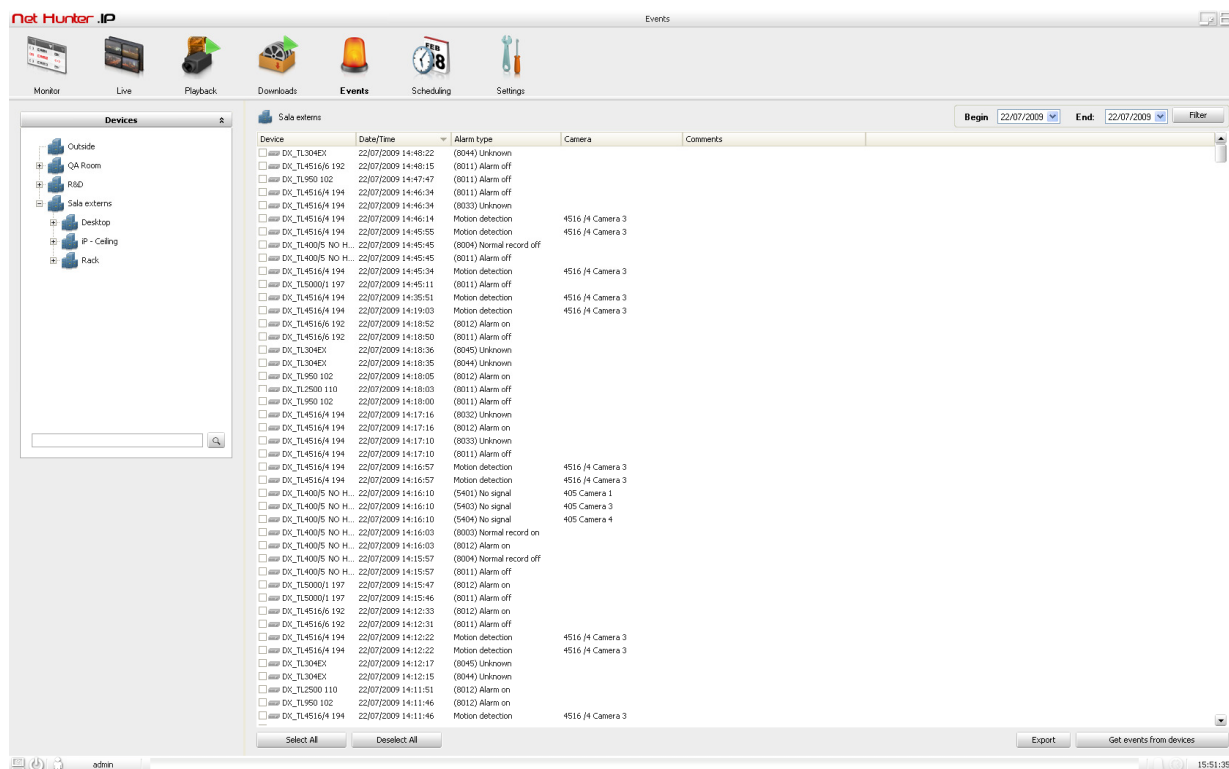 Net Hunter .IP
Events
Monitor Live Playback Downloads Events Scheduling Settings
Devices
Outside
QA Room
R&D
Sala externs
Desktop
iP - Ceiling
Rack
Sala externs
Begin 22/07/2009 End: 22/07/2009 Filter
Device Date/Time Alarm type Camera Comments
DX_TL304EX 22/07/2009 14:48:22 (8044) Unknown
DX_TL4516/6 192 22/07/2009 14:48:15 (8011) Alarm off
DX_TL950 102 22/07/2009 14:47:47 (8011) Alarm off
DX_TL4516/4 194 22/07/2009 14:46:34 (8011) Alarm off
DX_TL4516/4 194 22/07/2009 14:46:34 (8033) Unknown
DX_TL4516/4 194 22/07/2009 14:46:14 Motion detection 4516 /4 Camera 3
DX_TL4516/4 194 22/07/2009 14:45:55 Motion detection 4516 /4 Camera 3
DX_TL400/5 NO H... 22/07/2009 14:45:45 (8004) Normal record off
DX_TL400/5 NO H... 22/07/2009 14:45:45 (8011) Alarm off
DX_TL4516/4 194 22/07/2009 14:45:34 Motion detection 4516 /4 Camera 3
DX_TL5000/1 197 22/07/2009 14:45:11 (8011) Alarm off
DX_TL4516/4 194 22/07/2009 14:35:51 Motion detection 4516 /4 Camera 3
DX_TL4516/4 194 22/07/2009 14:19:03 Motion detection 4516 /4 Camera 3
DX_TL4516/6 192 22/07/2009 14:18:52 (8012) Alarm on
DX_TL4516/6 192 22/07/2009 14:18:50 (8011) Alarm off
DX_TL304EX 22/07/2009 14:18:36 (8045) Unknown
DX_TL304EX 22/07/2009 14:18:35 (8044) Unknown
DX_TL950 102 22/07/2009 14:18:05 (8012) Alarm on
DX_TL2500 110 22/07/2009 14:18:03 (8011) Alarm off
DX_TL950 102 22/07/2009 14:18:00 (8011) Alarm off
DX_TL4516/4 194 22/07/2009 14:17:16 (8032) Unknown
DX_TL4516/4 194 22/07/2009 14:17:16 (8012) Alarm on
DX_TL4516/4 194 22/07/2009 14:17:10 (8033) Unknown
DX_TL4516/4 194 22/07/2009 14:17:10 (8011) Alarm off
DX_TL4516/4 194 22/07/2009 14:16:57 Motion detection 4516 /4 Camera 3
DX_TL4516/4 194 22/07/2009 14:16:57 Motion detection 4516 /4 Camera 3
DX_TL400/5 NO H... 22/07/2009 14:16:10 (5401) No signal 405 Camera 1
DX_TL400/5 NO H... 22/07/2009 14:16:10 (5403) No signal 405 Camera 3
DX_TL400/5 NO H... 22/07/2009 14:16:10 (5404) No signal 405 Camera 4
DX_TL400/5 NO H... 22/07/2009 14:16:03 (8003) Normal record on
DX_TL400/5 NO H... 22/07/2009 14:16:03 (8012) Alarm on
DX_TL400/5 NO H... 22/07/2009 14:15:57 (8004) Normal record off
DX_TL400/5 NO H... 22/07/2009 14:15:57 (8011) Alarm off
DX_TL5000/1 197 22/07/2009 14:15:47 (8012) Alarm on
DX_TL5000/1 197 22/07/2009 14:15:46 (8011) Alarm off
DX_TL4516/6 192 22/07/2009 14:12:33 (8012) Alarm on
DX_TL4516/6 192 22/07/2009 14:12:31 (8011) Alarm off
DX_TL4516/4 194 22/07/2009 14:12:22 Motion detection 4516 /4 Camera 3
DX_TL4516/4 194 22/07/2009 14:12:22 Motion detection 4516 /4 Camera 3
DX_TL304EX 22/07/2009 14:12:17 (8045) Unknown
DX_TL304EX 22/07/2009 14:12:15 (8044) Unknown
DX_TL2500 110 22/07/2009 14:11:51 (8012) Alarm on
DX_TL950 102 22/07/2009 14:11:46 (8012) Alarm on
DX_TL4516/4 194 22/07/2009 14:11:46 Motion detection 4516 /4 Camera 3
Select All Deselect All Export Get events from devices
admin 15:51:35